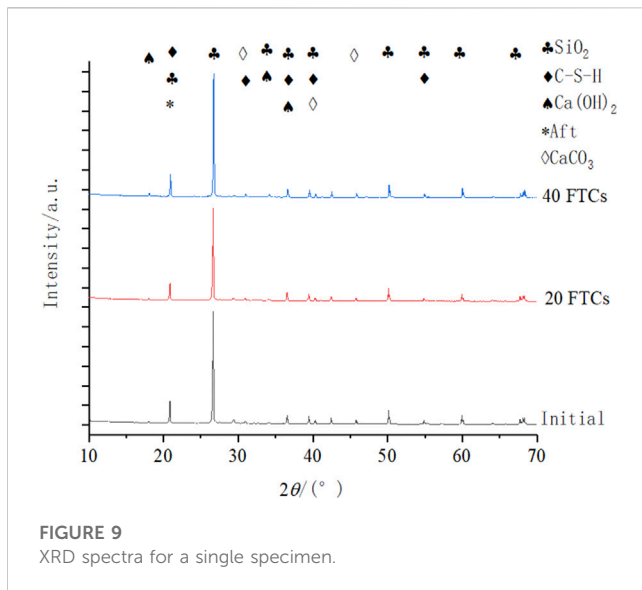 ♣SiO₂
♦C-S-H
♠Ca(OH)₂
*Aft
◊CaCO₃
Intensity/a.u.
40 FTCs
20 FTCs
Initial
10 20 30 40 50 60 70
2θ/(°)
FIGURE 9
XRD spectra for a single specimen.